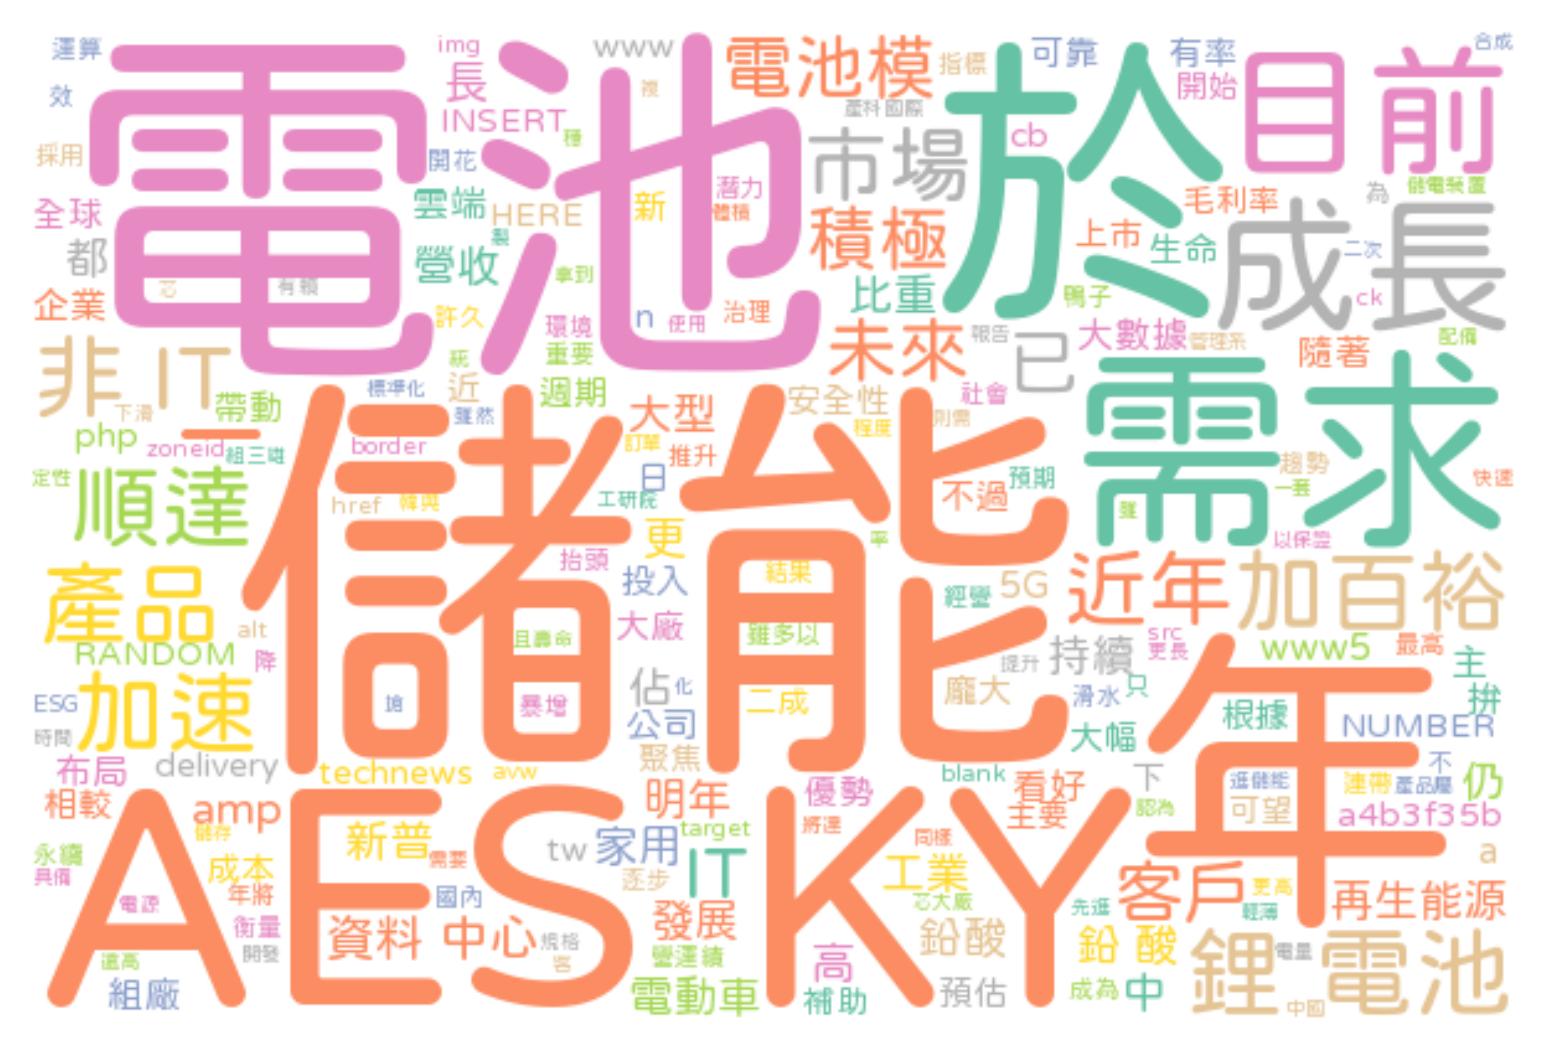 運算
效
採用
全球
都
企業
非 IT
下滑
帶動
電池
img
www
長
INSERT
開花
雲端
HERE
營收
許久
有賴
芯
穩
新
潛力
體積
拿到
環境
重要
n
使用
治理
電池模
指標
產科國際
市場
積極
比重
未來
報告
已
於
cb
可靠
有率
開始
合成
目前
為
儲電裝置
毛利率
上市
生命
鴨子
二次
ck
成長
大數據
管理系
隨著
配備
需求
趨勢
一套
快速
以保證
php
zoneid
組三雄
border
標準化
近
雖然
週期
大型
訂單
推升
安全性
程度
社會
則需
不過
預期
定性
順達
href
日
工研院
更
抬頭
投入
儲能
結果
雖多以
二成
且壽命
暴增
大廠
5G
近年
加百裕
產品
alt
RANDOM
降
加速
ESG
時間
佔
化
公司
聚焦
龐大
提升
持續
src
更長
www5
最高
主
只
滑水
大幅
根據
拚
NUMBER
年
布局
delivery
technews
avw
blank
看好
主要
下
認為
進儲能
可望
連帶
產品屬
不
仍
相較
amp
明年
優勢
a4b3f35b
a
儲存
永續
具備
成本
新普
需要
tw
家用
target
IT
將達
同樣
工業
AES KY
年將
國內
逐步
芯大廠
先進
客戶
更高
輕薄
再生能源
電源
衡量
開發
資料 中心
規格
客
發展
鉛酸
鉛 酸
鋰 電池
電量
還高
組廠
營運績
電動車
高
補助
預估
成為
中
中國